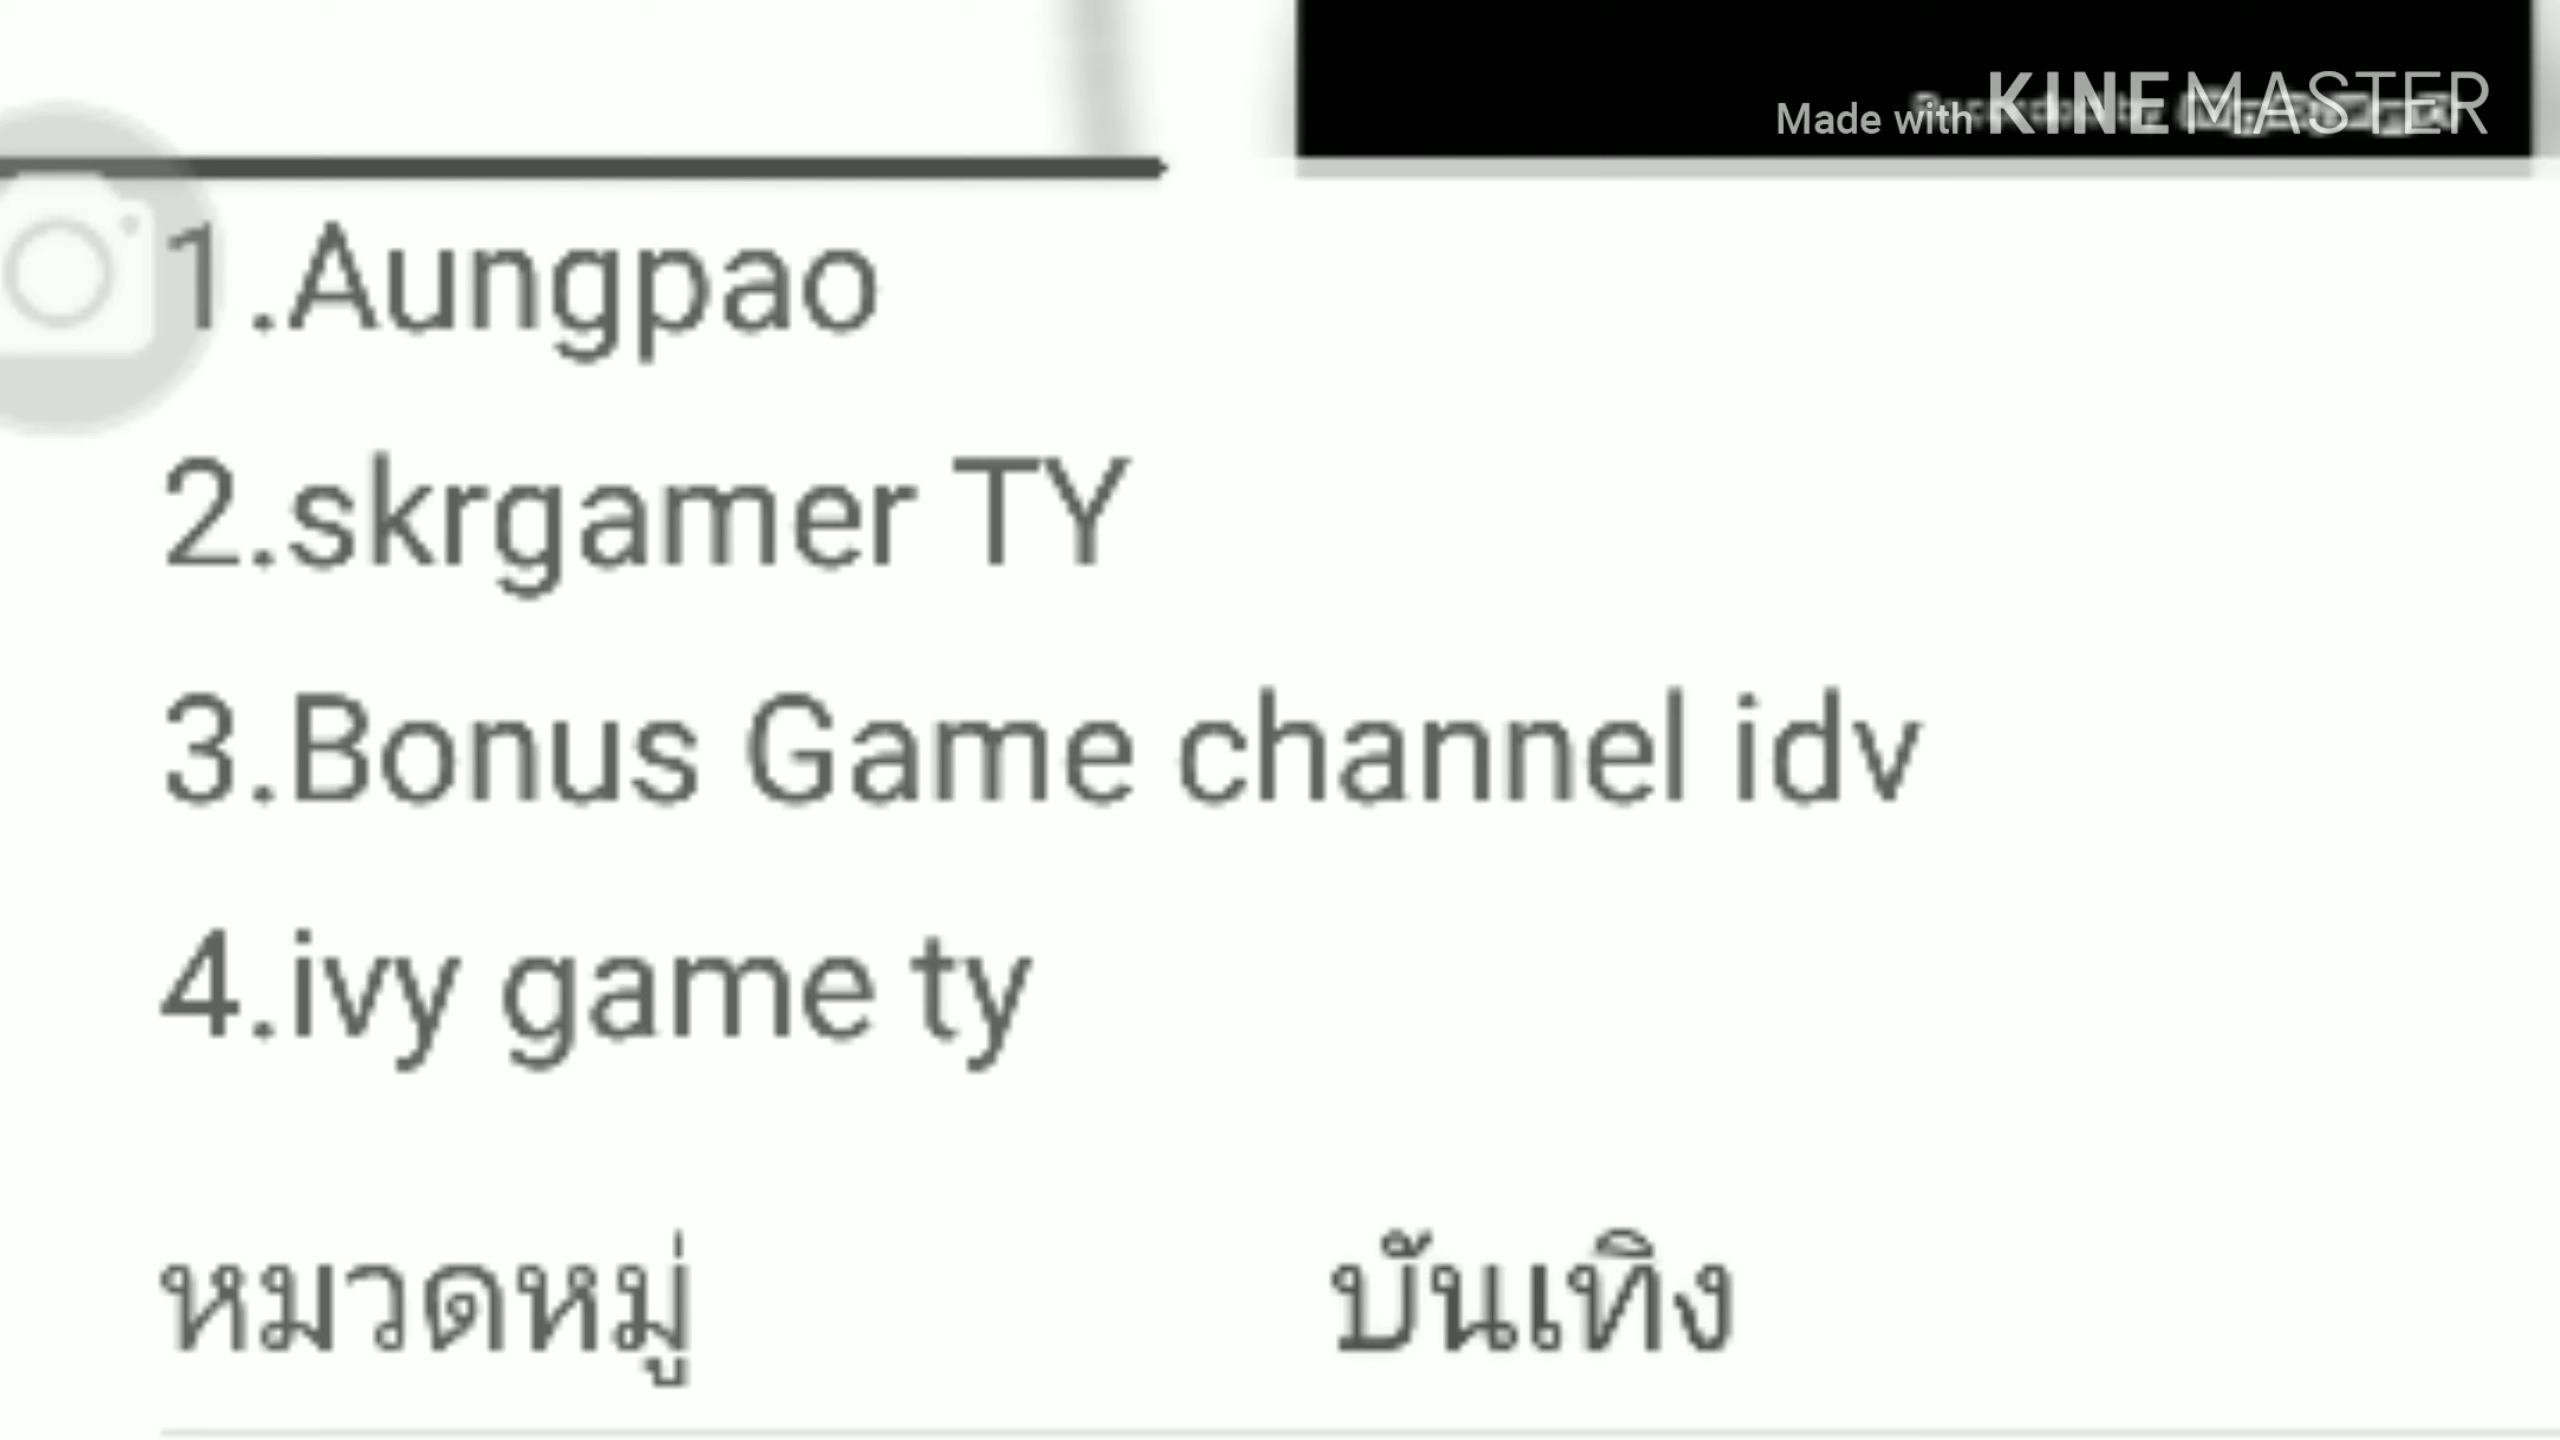 Made with KINEMASTER
1.Aungpao
2.skrgamer TY
3.Bonus Game channel idv
4.ivy game ty
หมวดหมู่ บันเทิง